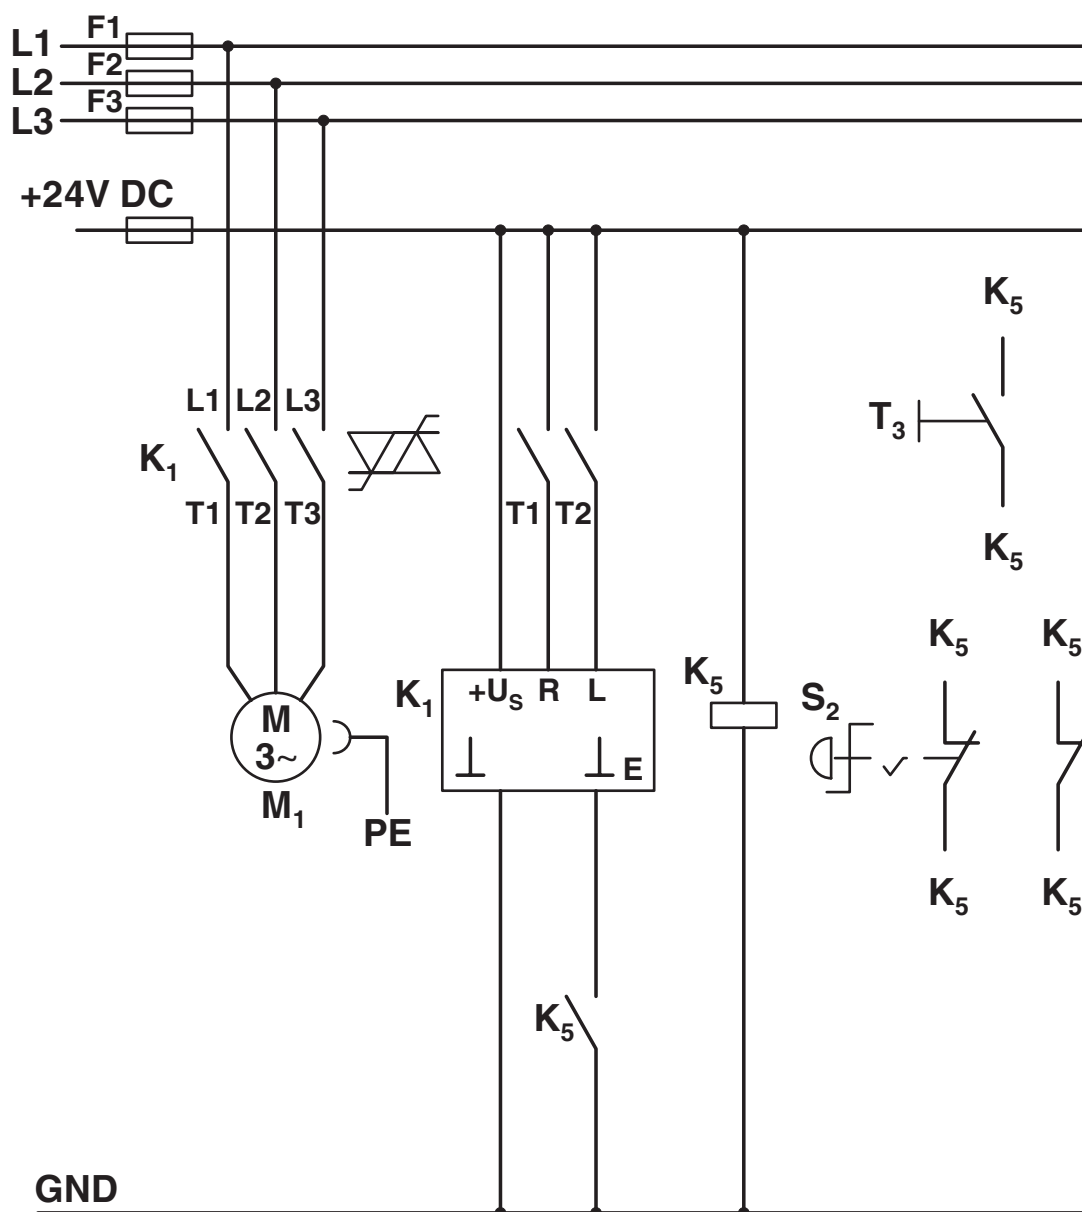 L1 F1
L2 F2
L3 F3
+24V DC
K5
L1 L2 L3
T3
K1
T1 T2 T3 T1 T2
K5
K5 K5
K1 +US R L K5 S2
M
3~
E
M1
PE
K5 K5
K5
GND